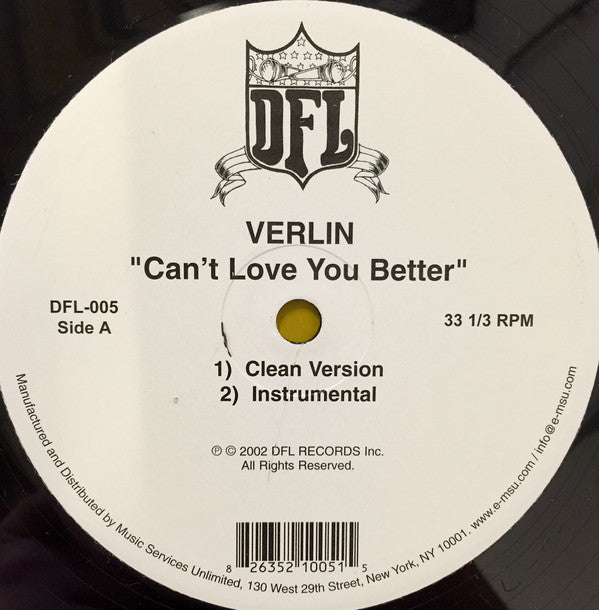 DFL
VERLIN
"Can't Love You Better"
DFL-005
Side A
33 1/3 RPM
1) Clean Version
2) Instrumental
℗ © 2002 DFL RECORDS Inc.
All Rights Reserved.
8 26352 10051 5
Manufactured and Distributed by Music Services Unlimited, 130 West 29th Street, New York, NY 10001. www.e-msu.com / info@e-msu.com